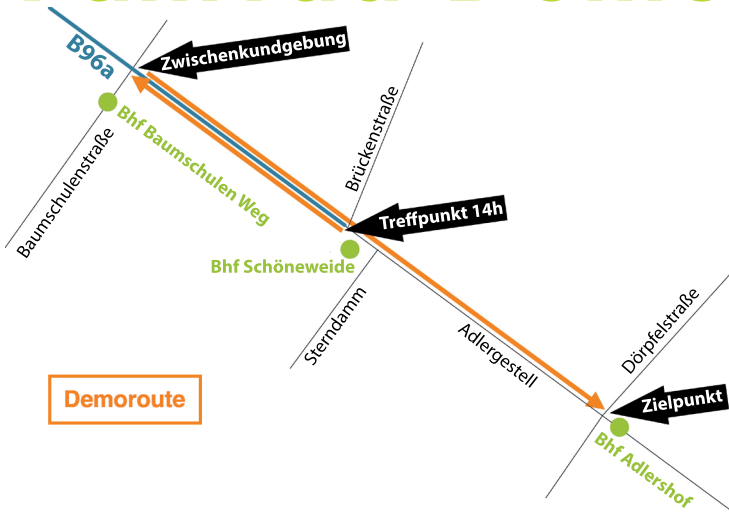 B96a
Zwischenkundgebung
Bhf Baumschulen Weg
Baumschulenstraße
Brückenstraße
Treffpunkt 14h
Bhf Schöneweide
Sterndamm
Adlergestell
Dörpfelstraße
Demoroute
Zielpunkt
Bhf Adlershof